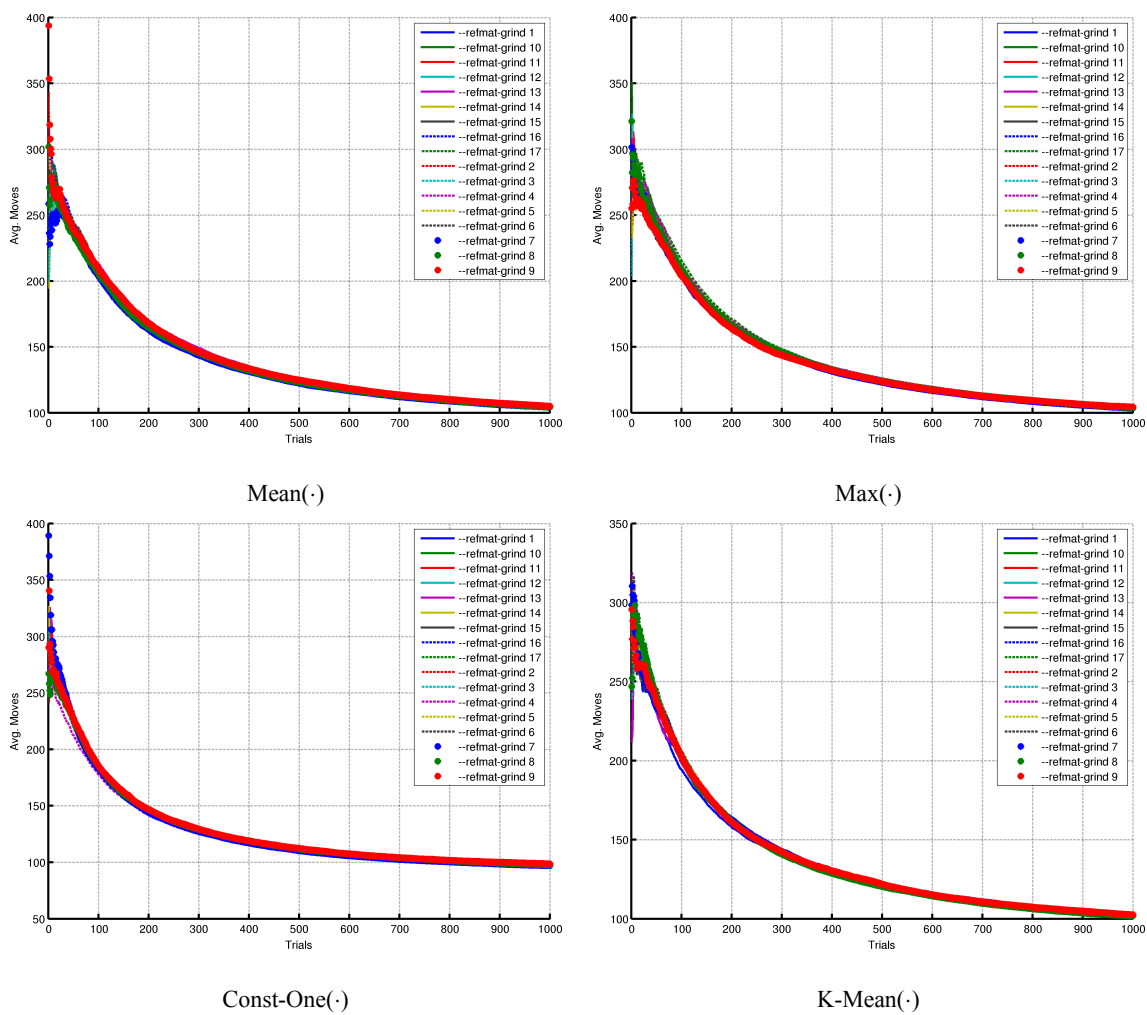 400
350
300
250
200
150
100
Avg. Moves
0 100 200 300 400 500 600 700 800 900 1000
Trials
--refmat-grind 1
--refmat-grind 10
--refmat-grind 11
--refmat-grind 12
--refmat-grind 13
--refmat-grind 14
--refmat-grind 15
--refmat-grind 16
--refmat-grind 17
--refmat-grind 2
--refmat-grind 3
--refmat-grind 4
--refmat-grind 5
--refmat-grind 6
--refmat-grind 7
--refmat-grind 8
--refmat-grind 9
Mean(·)
400
350
300
250
200
150
100
Avg. Moves
0 100 200 300 400 500 600 700 800 900 1000
Trials
--refmat-grind 1
--refmat-grind 10
--refmat-grind 11
--refmat-grind 12
--refmat-grind 13
--refmat-grind 14
--refmat-grind 15
--refmat-grind 16
--refmat-grind 17
--refmat-grind 2
--refmat-grind 3
--refmat-grind 4
--refmat-grind 5
--refmat-grind 6
--refmat-grind 7
--refmat-grind 8
--refmat-grind 9
Max(·)
400
350
300
250
200
150
100
50
Avg. Moves
0 100 200 300 400 500 600 700 800 900 1000
Trials
--refmat-grind 1
--refmat-grind 10
--refmat-grind 11
--refmat-grind 12
--refmat-grind 13
--refmat-grind 14
--refmat-grind 15
--refmat-grind 16
--refmat-grind 17
--refmat-grind 2
--refmat-grind 3
--refmat-grind 4
--refmat-grind 5
--refmat-grind 6
--refmat-grind 7
--refmat-grind 8
--refmat-grind 9
Const-One(·)
350
300
250
200
150
100
Avg. Moves
0 100 200 300 400 500 600 700 800 900 1000
Trials
--refmat-grind 1
--refmat-grind 10
--refmat-grind 11
--refmat-grind 12
--refmat-grind 13
--refmat-grind 14
--refmat-grind 15
--refmat-grind 16
--refmat-grind 17
--refmat-grind 2
--refmat-grind 3
--refmat-grind 4
--refmat-grind 5
--refmat-grind 6
--refmat-grind 7
--refmat-grind 8
--refmat-grind 9
K-Mean(·)